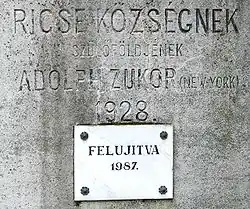 RICSE KÖZSÉGNEK
SZÜLŐFÖLDJÉNEK
ADOLPH ZUKOR (NEW-YORK)
1928.
FELUJITVA
1987.